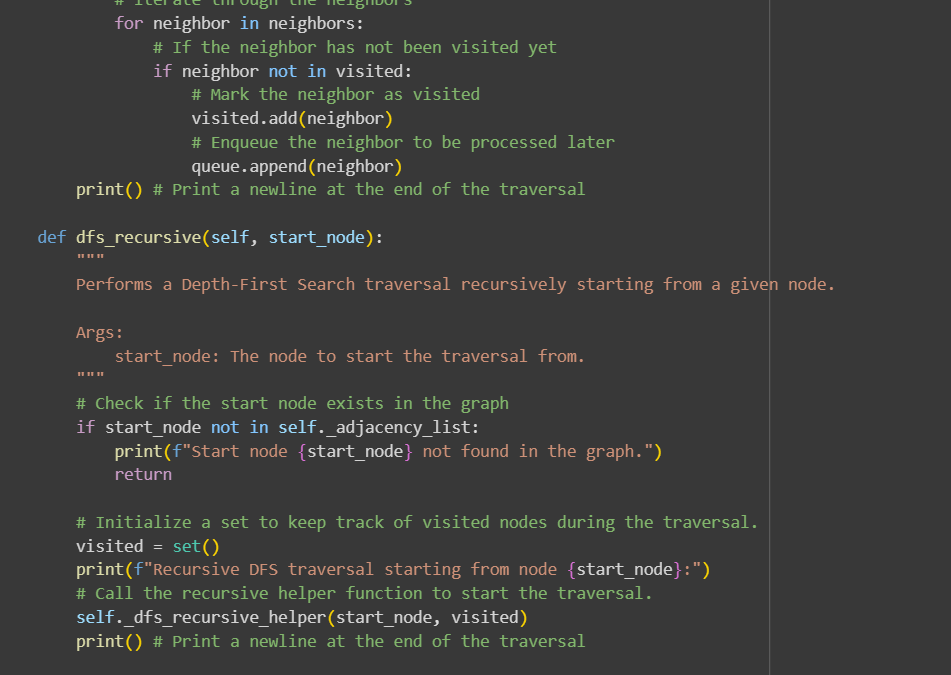 # Iterate through the neighbors
for neighbor in neighbors:
# If the neighbor has not been visited yet
if neighbor not in visited:
# Mark the neighbor as visited
visited.add(neighbor)
# Enqueue the neighbor to be processed later
queue.append(neighbor)
print() # Print a newline at the end of the traversal
def dfs_recursive(self, start_node):
"""
Performs a Depth-First Search traversal recursively starting from a given node.
Args:
start_node: The node to start the traversal from.
"""
# Check if the start node exists in the graph
if start_node not in self._adjacency_list:
print(f"Start node {start_node} not found in the graph.")
return
# Initialize a set to keep track of visited nodes during the traversal.
visited = set()
print(f"Recursive DFS traversal starting from node {start_node}:")
# Call the recursive helper function to start the traversal.
self._dfs_recursive_helper(start_node, visited)
print() # Print a newline at the end of the traversal